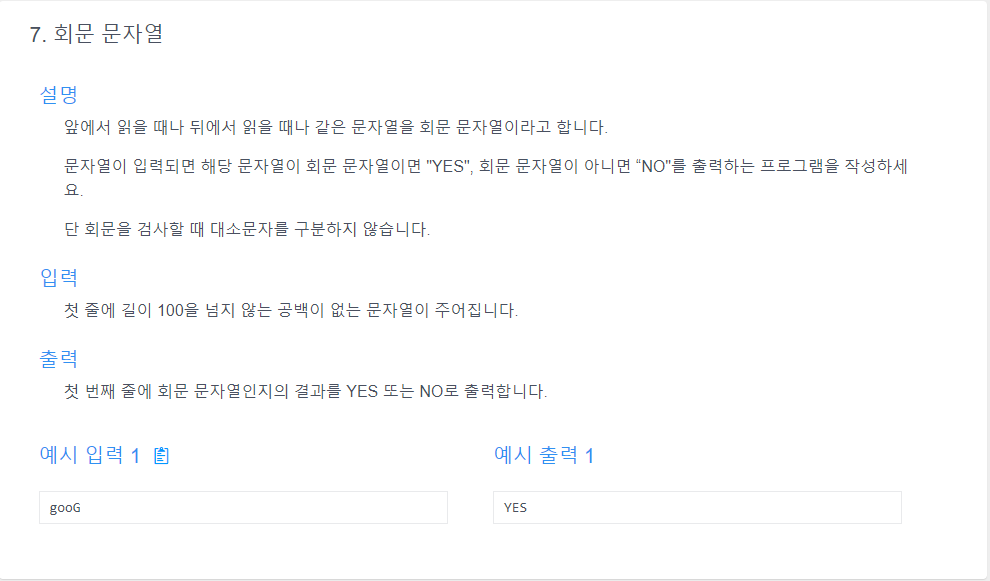 7. 회문 문자열
설명
앞에서 읽을 때나 뒤에서 읽을 때나 같은 문자열을 회문 문자열이라고 합니다.
문자열이 입력되면 해당 문자열이 회문 문자열이면 "YES", 회문 문자열이 아니면 “NO"를 출력하는 프로그램을 작성하세
요.
단 회문을 검사할 때 대소문자를 구분하지 않습니다.
입력
첫 줄에 길이 100을 넘지 않는 공백이 없는 문자열이 주어집니다.
출력
첫 번째 줄에 회문 문자열인지의 결과를 YES 또는 NO로 출력합니다.
예시 입력 1
gooG
예시 출력 1
YES